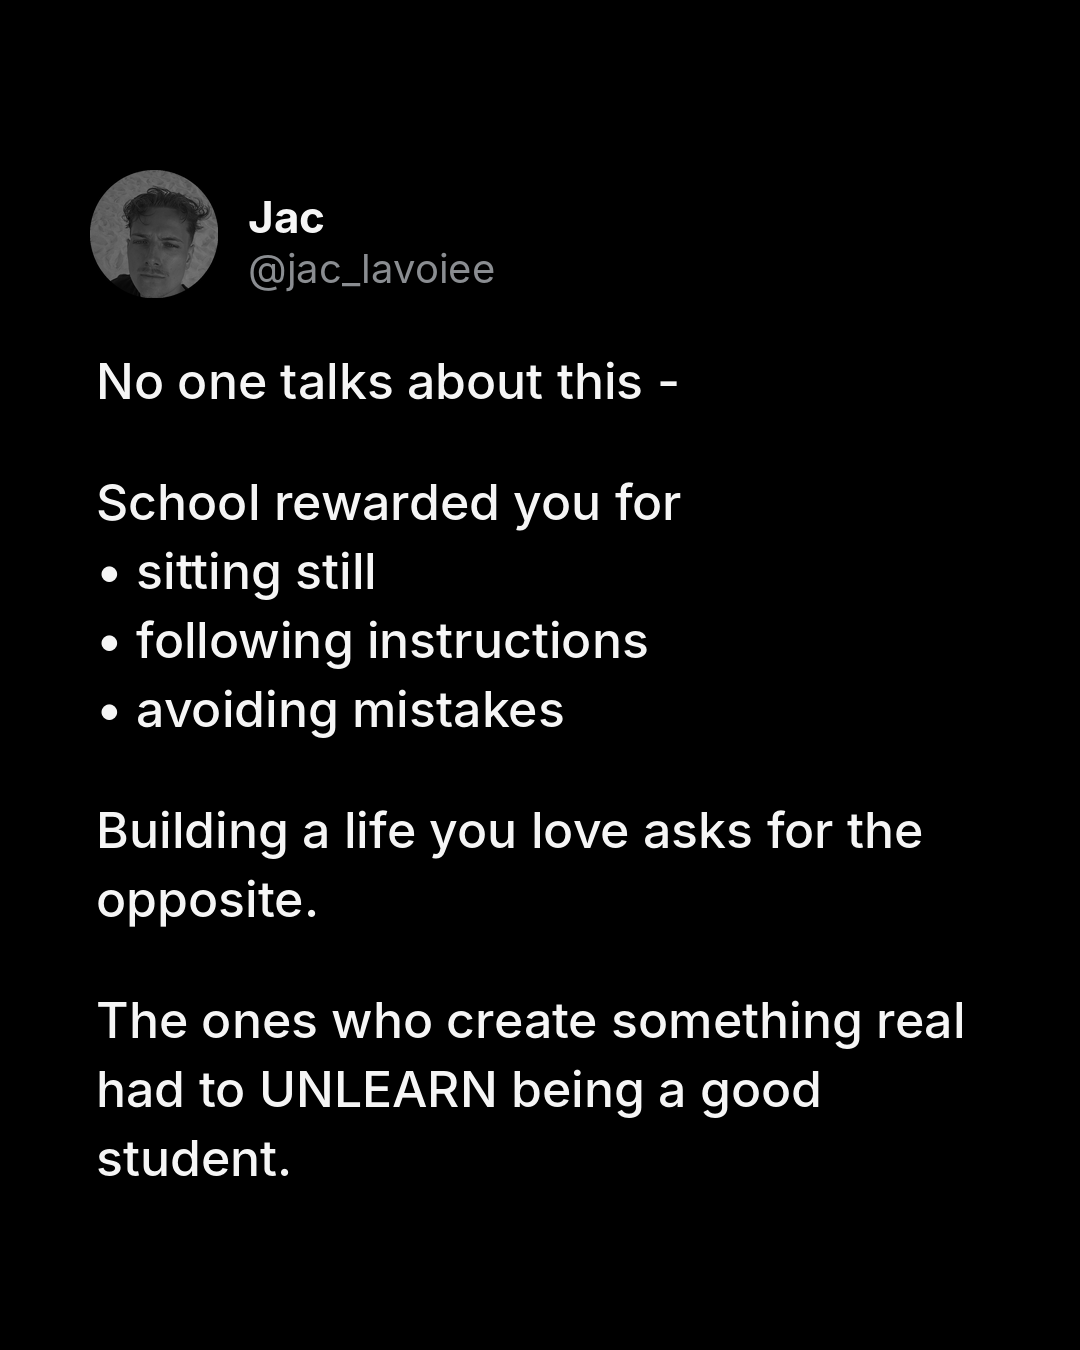 Jac
@jac_lavoiee
No one talks about this -
School rewarded you for
• sitting still
• following instructions
• avoiding mistakes
Building a life you love asks for the
opposite.
The ones who create something real
had to UNLEARN being a good
student.